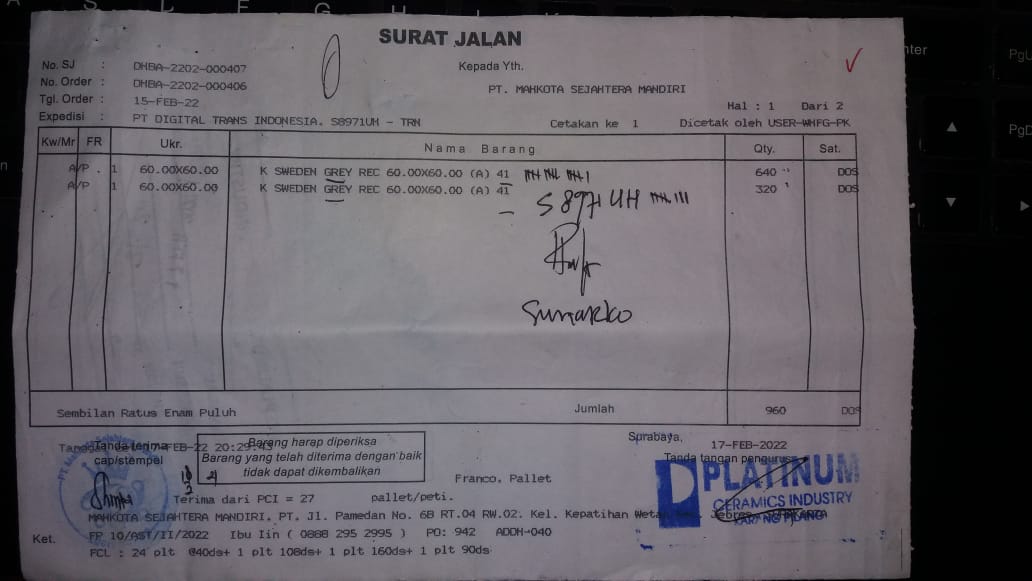 SURAT JALAN
No. SJ : DHBA-2202-000407
No. Order : DHBA-2202-000406
Tgl. Order : 15-FEB-22
Expedisi : PT DIGITAL TRANS INDONESIA. S8971UH - TRN
Kepada Yth.
PT. MAHKOTA SEJAHTERA MANDIRI
Hal : 1 Dari 2
Cetakan ke 1 Dicetak oleh USER-WHFG-PK
Kw/Mr FR Ukr. Nama Barang Qty. Sat.
A/P . 1 60.00X60.00 K SWEDEN GREY REC 60.00X60.00 (A) 41 640 DOS
A/P 1 60.00X60.00 K SWEDEN GREY REC 60.00X60.00 (A) 41 320 DOS
S 8971 UH
Sunarko
Sembilan Ratus Enam Puluh Jumlah 960 DOS
Tanda terima
cap/stempel
FEB-22 20:29:43
Barang harap diperiksa
Barang yang telah diterima dengan baik
tidak dapat dikembalikan
Surabaya, 17-FEB-2022
Tanda tangan pengurus
PLATINUM
CERAMICS INDUSTRY
KARANGPILANG
Franco. Pallet
Terima dari PCI = 27 pallet/peti.
MAHKOTA SEJAHTERA MANDIRI. PT. Jl. Pamedan No. 6B RT.04 RW.02. Kel. Kepatihan Wetan Jebres
Ket. FP 10/AST/II/2022 Ibu Iin ( 0888 295 2995 ) PO: 942 ADDH-040
FCL : 24 plt @40ds+ 1 plt 108ds+ 1 plt 160ds+ 1 plt 90ds